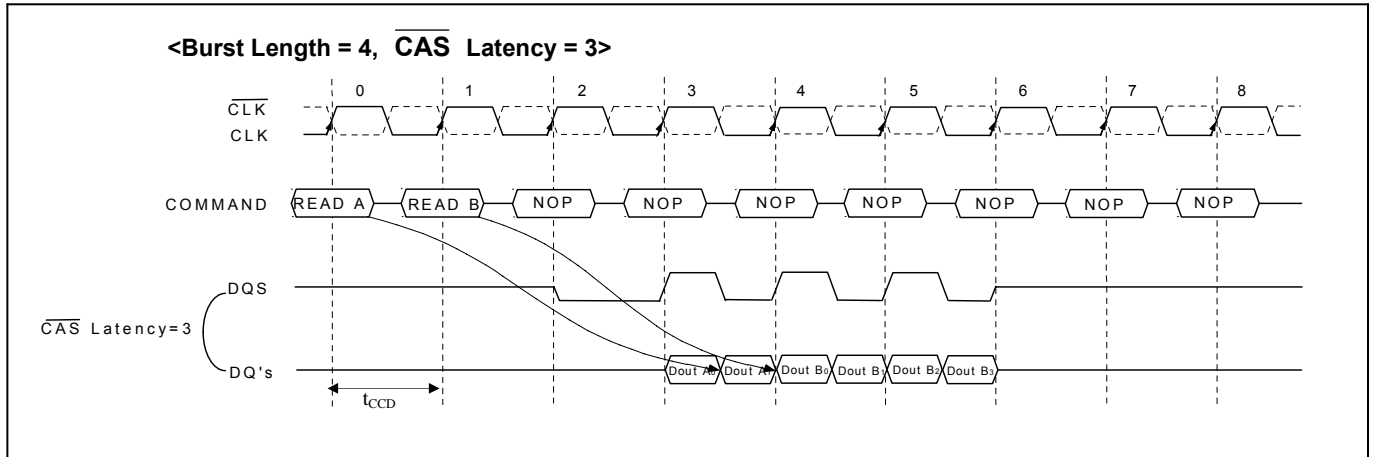 <Burst Length = 4, CAS Latency = 3>
0 1 2 3 4 5 6 7 8
CLK
CLK
COMMAND READ A READ B NOP NOP NOP NOP NOP NOP NOP
DQS
CAS Latency=3
DQ's Dout A0 Dout A1 Dout B0 Dout B1 Dout B2 Dout B3
tCCD